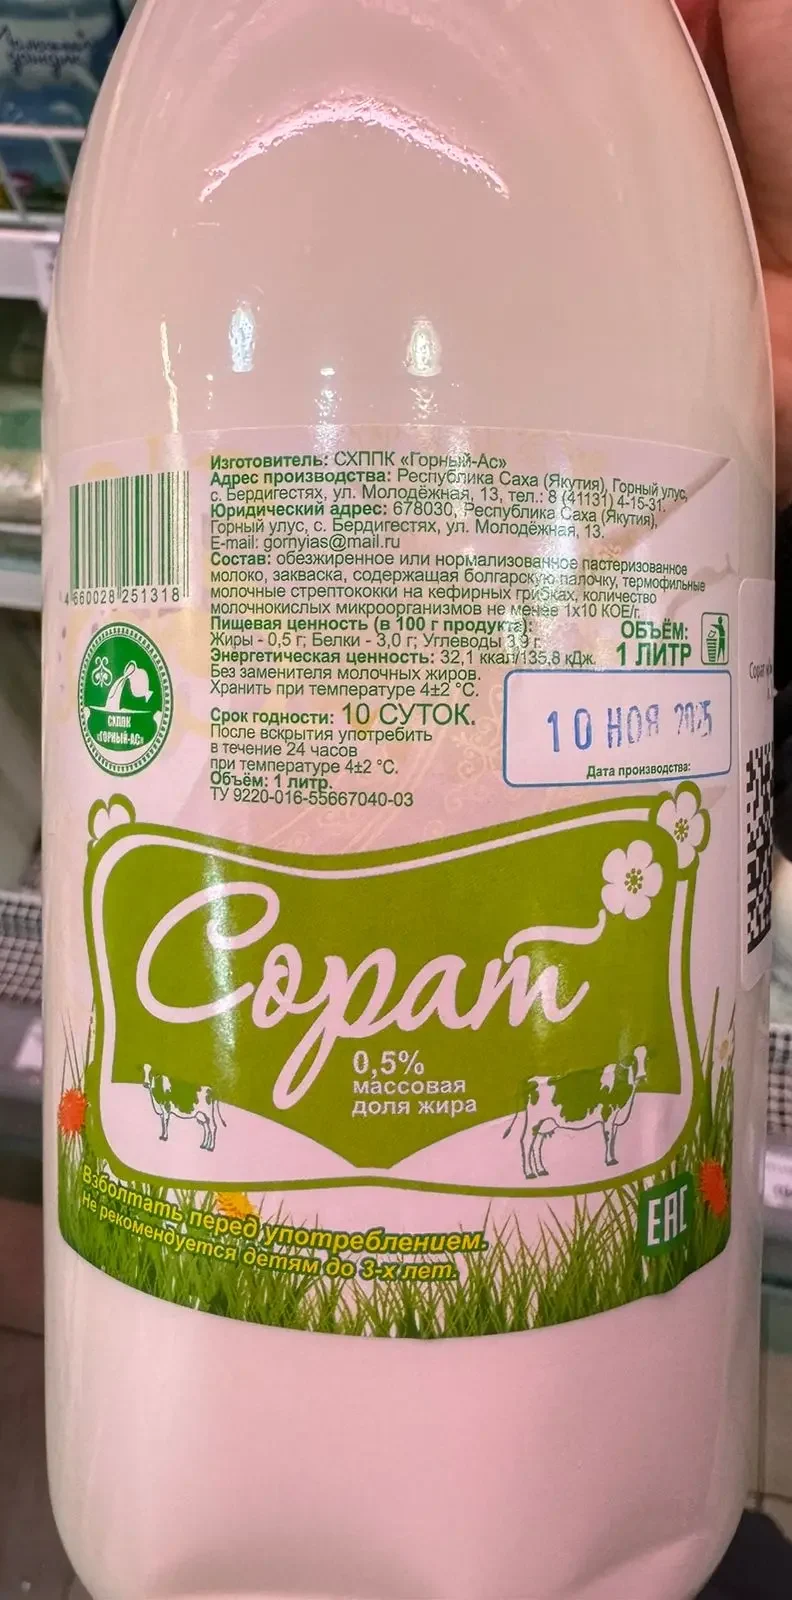 Изготовитель: СХППК «Горный-Ас»
Адрес производства: Республика Саха (Якутия), Горный улус,
с. Бердигестях, ул. Молодёжная, 13, тел.: 8 (41131) 4-15-31.
Юридический адрес: 678030, Республика Саха (Якутия),
Горный улус, с. Бердигестях, ул. Молодёжная, 13.
E-mail: gornyias@mail.ru
Состав: обезжиренное или нормализованное пастеризованное
молоко, закваска, содержащая болгарскую палочку, термофильные
молочные стрептококки на кефирных грибках, количество
молочнокислых микроорганизмов не менее 1х10 КОЕ/г.
Пищевая ценность (в 100 г продукта):
Жиры - 0,5 г; Белки - 3,0 г; Углеводы 3,9 г.
Энергетическая ценность: 32,1 ккал/135,8 кДж.
Без заменителя молочных жиров.
Хранить при температуре 4±2 °С.
ОБЪЁМ:
1 ЛИТР
4 660028 251318
СХППК
«ГОРНЫЙ-АС»
Срок годности: 10 СУТОК.
После вскрытия употребить
в течение 24 часов
при температуре 4±2 °С.
Объём: 1 литр.
ТУ 9220-016-55667040-03
10 НОЯ 2025
Дата производства:
Сорат
0,5%
массовая
доля жира
Взболтать перед употреблением.
Не рекомендуется детям до 3-х лет.
ЕАС